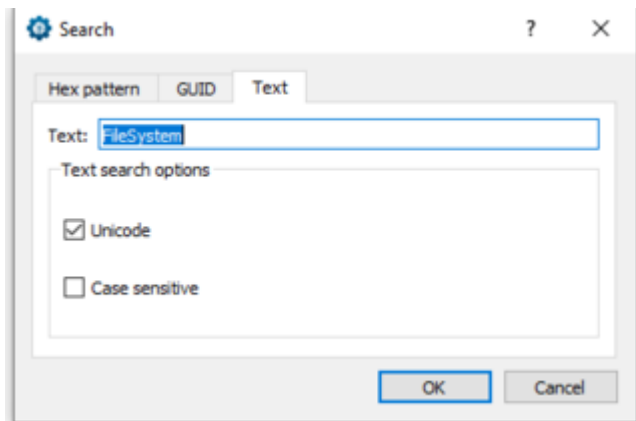 Search
Hex pattern GUID Text
Text: FileSystem
Text search options
Unicode
Case sensitive
OK Cancel